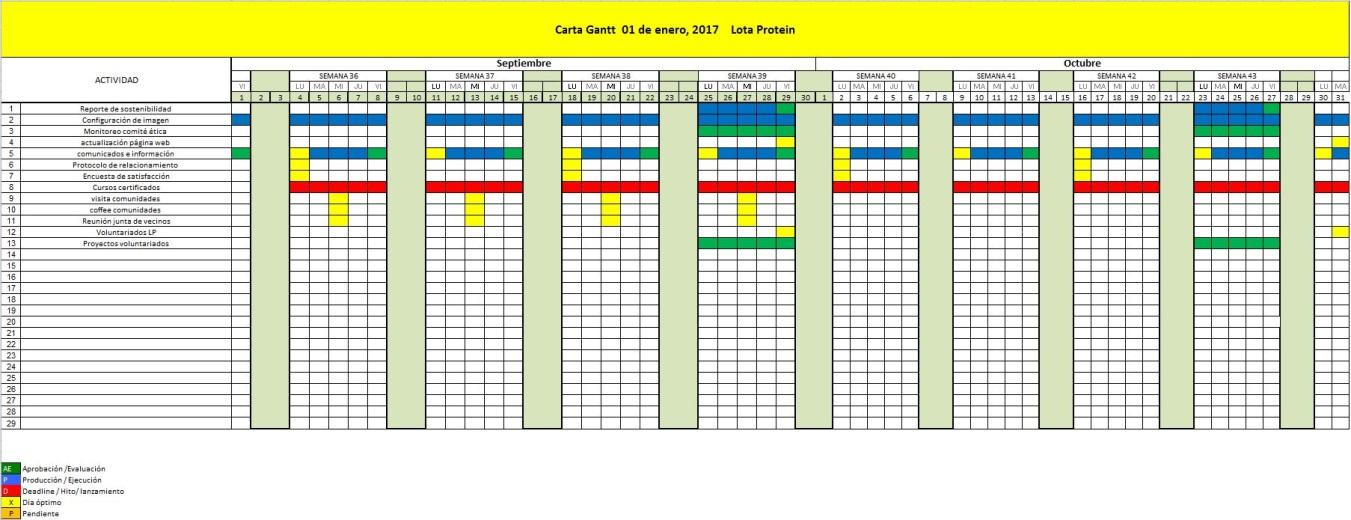 Carta Gantt 01 de enero, 2017 Lota Protein
Septiembre Octubre
ACTIVIDAD SEMANA 36 SEMANA 37 SEMANA 38 SEMANA 39 SEMANA 40 SEMANA 41 SEMANA 42 SEMANA 43
VI LU MA MI JU VI LU MA MI JU VI LU MA MI JU VI LU MA MI JU VI LU MA MI JU VI LU MA MI JU VI LU MA MI JU VI LU MA MI JU VI LU MA
1 2 3 4 5 6 7 8 9 10 11 12 13 14 15 16 17 18 19 20 21 22 23 24 25 26 27 28 29 30 1 2 3 4 5 6 7 8 9 10 11 12 13 14 15 16 17 18 19 20 21 22 23 24 25 26 27 28 29 30 31
1 Reporte de sostenibilidad
2 Configuración de imagen
3 Monitoreo comité ética
4 actualización página web
5 comunicados e información
6 Protocolo de relacionamiento
7 Encuesta de satisfacción
8 Cursos certificados
9 visita comunidades
10 coffee comunidades
11 Reunión junta de vecinos
12 Voluntariados LP
13 Proyectos voluntariados
14
15
16
17
18
19
20
21
22
23
24
25
26
27
28
29
AE Aprobación /Evaluación
P Producción / Ejecución
D Deadline / Hito/ lanzamiento
X Día óptimo
P Pendiente